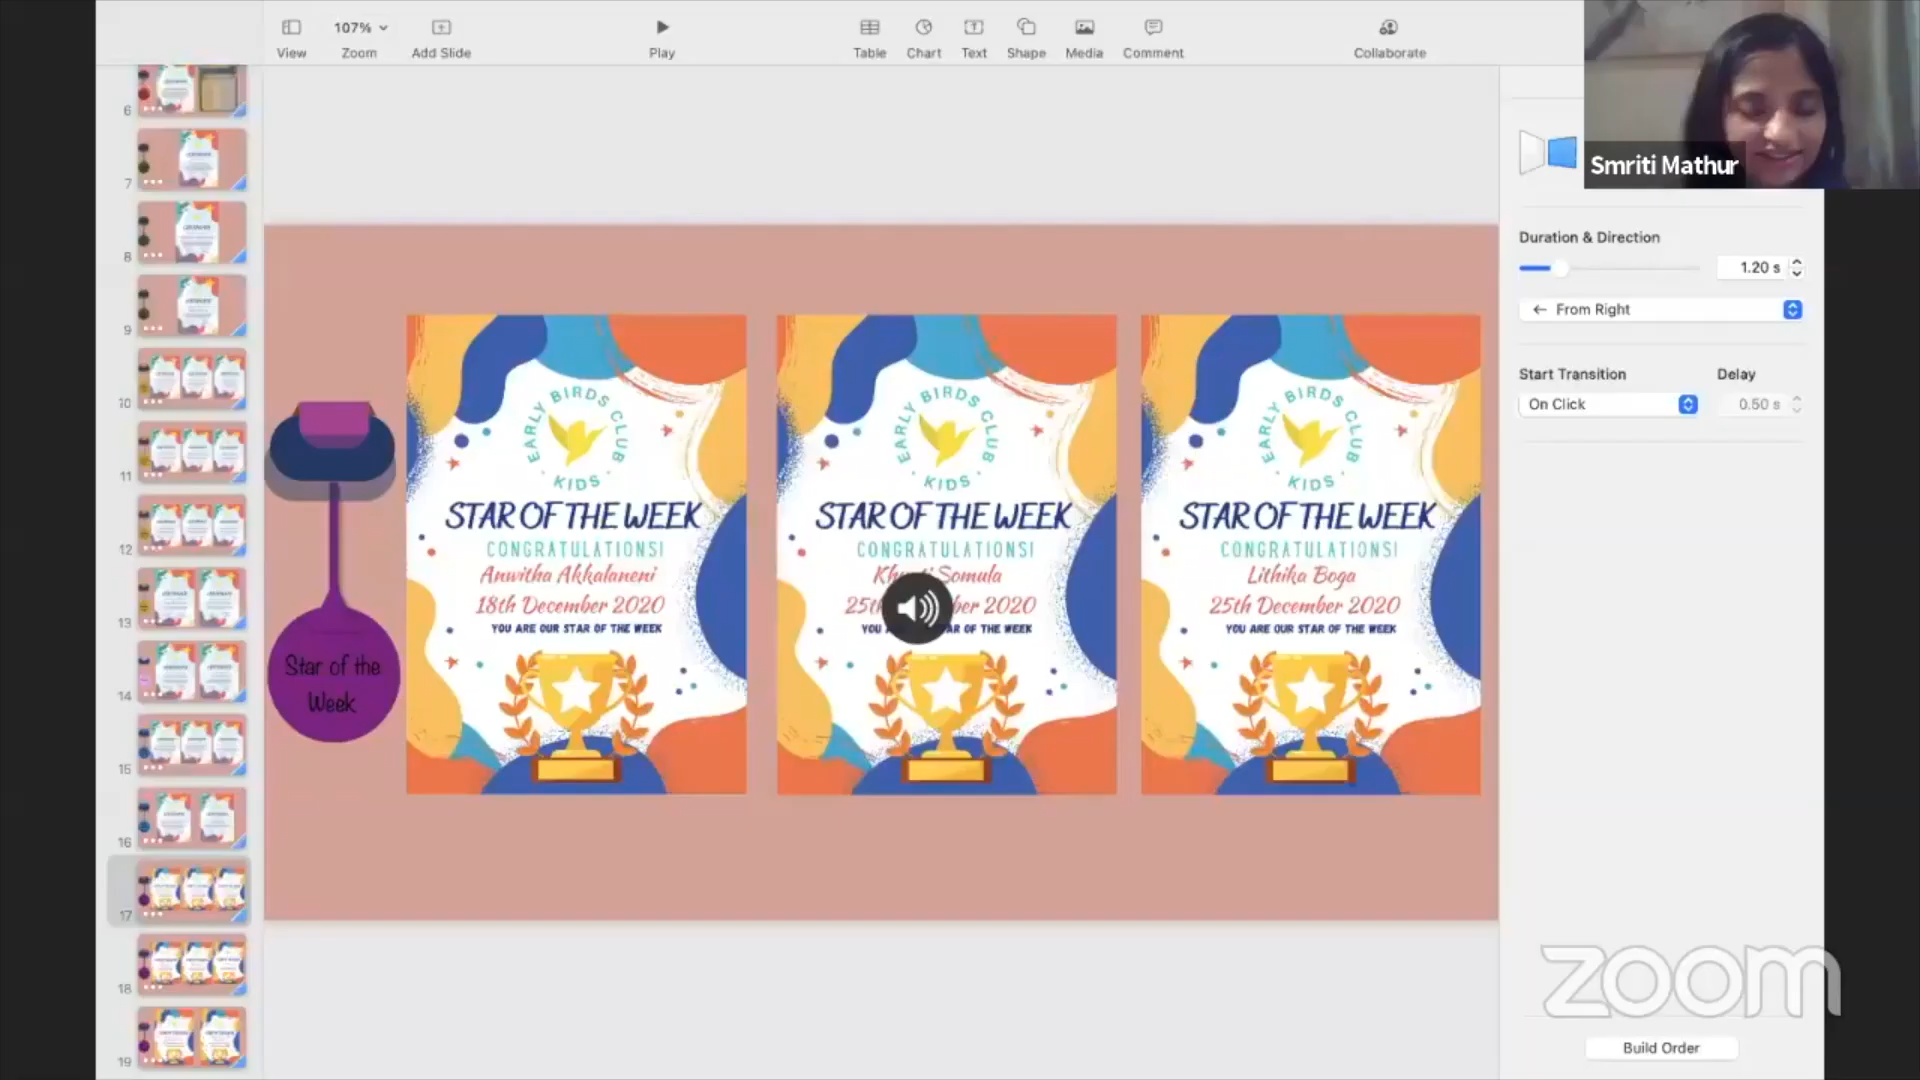 View
107%
Zoom
Add Slide
Play
Table
Chart
Text
Shape
Media
Comment
Collaborate
Smriti Mathur
6
7
8
9
10
11
12
13
14
15
16
17
18
19
Star of the
Week
EARLY BIRDS CLUB
KIDS
STAR OF THE WEEK
CONGRATULATIONS!
Anwitha Akkalaneni
18th December 2020
YOU ARE OUR STAR OF THE WEEK
EARLY BIRDS CLUB
KIDS
STAR OF THE WEEK
CONGRATULATIONS!
Somula
25th 2020
YOU STAR OF THE WEEK
EARLY BIRDS CLUB
KIDS
STAR OF THE WEEK
CONGRATULATIONS!
Lithika Boga
25th December 2020
YOU ARE OUR STAR OF THE WEEK
Duration & Direction
1.20 s
← From Right
Start Transition
Delay
On Click
0.50 s
zoom
Build Order